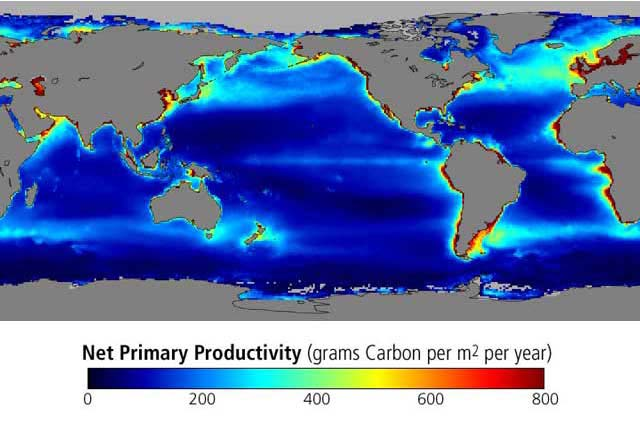 Net Primary Productivity (grams Carbon per m2 per year)
0 200 400 600 800